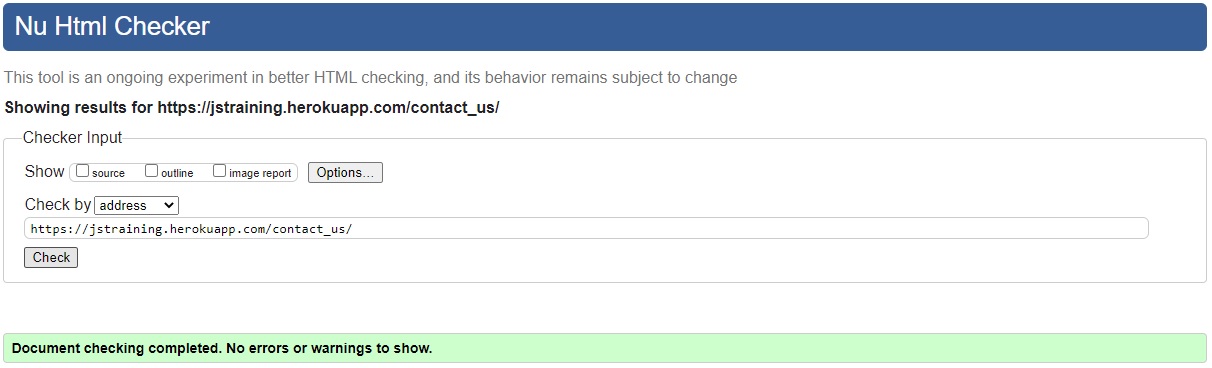 Nu Html Checker
This tool is an ongoing experiment in better HTML checking, and its behavior remains subject to change
Showing results for https://jstraining.herokuapp.com/contact_us/
Checker Input
Show source outline image report Options...
Check by address
https://jstraining.herokuapp.com/contact_us/
Check
Document checking completed. No errors or warnings to show.